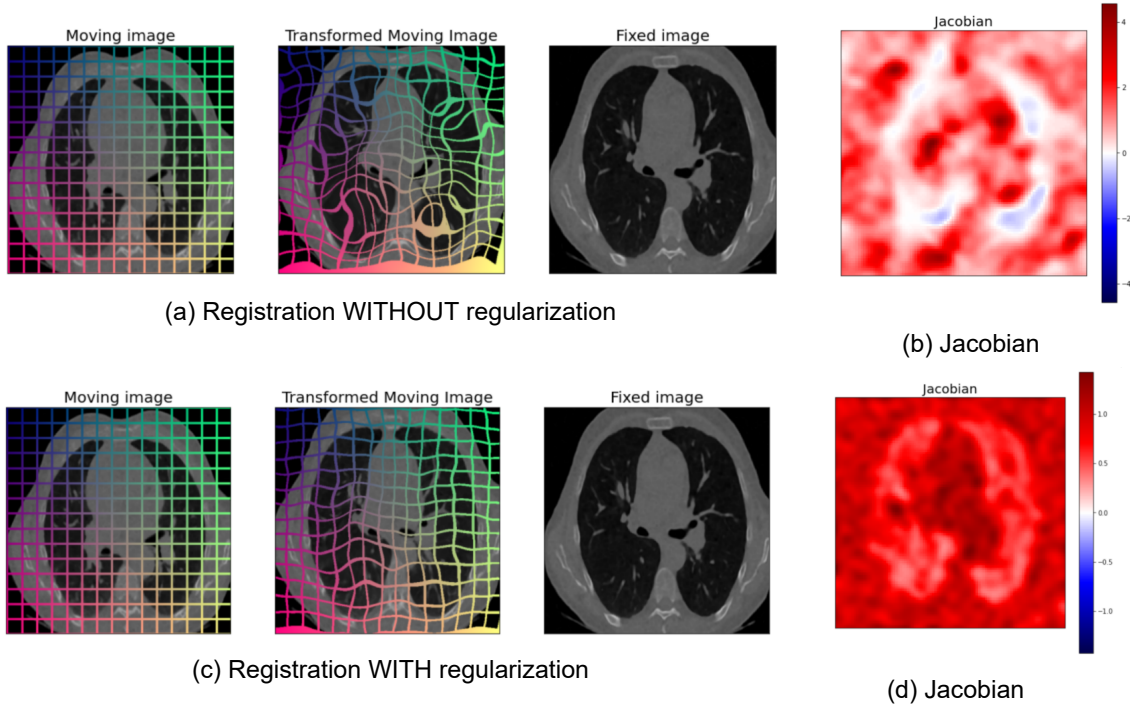 Moving image
Transformed Moving Image
Fixed image
Jacobian
4
2
0
−2
−4
(a) Registration WITHOUT regularization
(b) Jacobian
Moving image
Transformed Moving Image
Fixed image
Jacobian
1.0
0.5
0.0
−0.5
−1.0
(c) Registration WITH regularization
(d) Jacobian